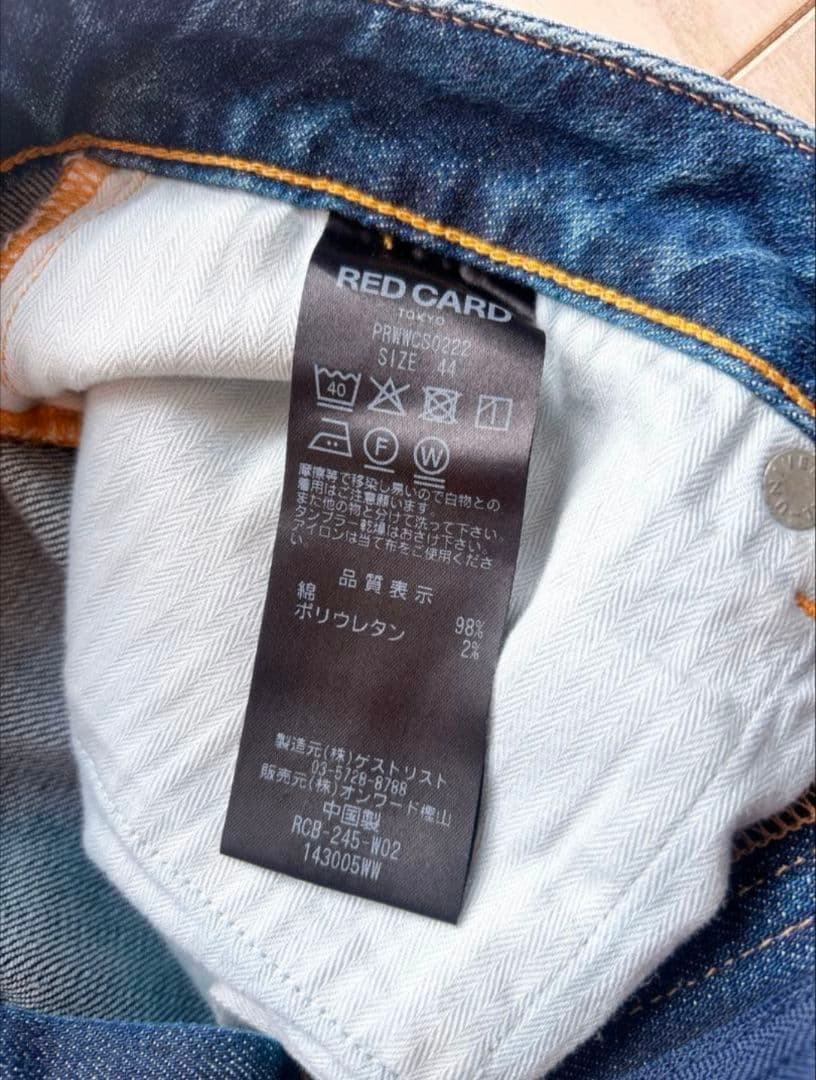 RED CARD
TOKYO
PRWWCS0222
SIZE 44
40
F
W
摩擦等で移染し易いので白物との
着用はご注意願います。
また他の物と分けて洗って下さい。
タンブラー乾燥はおさけ下さい。
アイロンは当て布をご使用くださ
い。
品質表示
綿 98%
ポリウレタン 2%
製造元(株)ゲストリスト
03-5728-8788
販売元(株)オンワード樫山
中国製
RCB-245-W02
143005WW